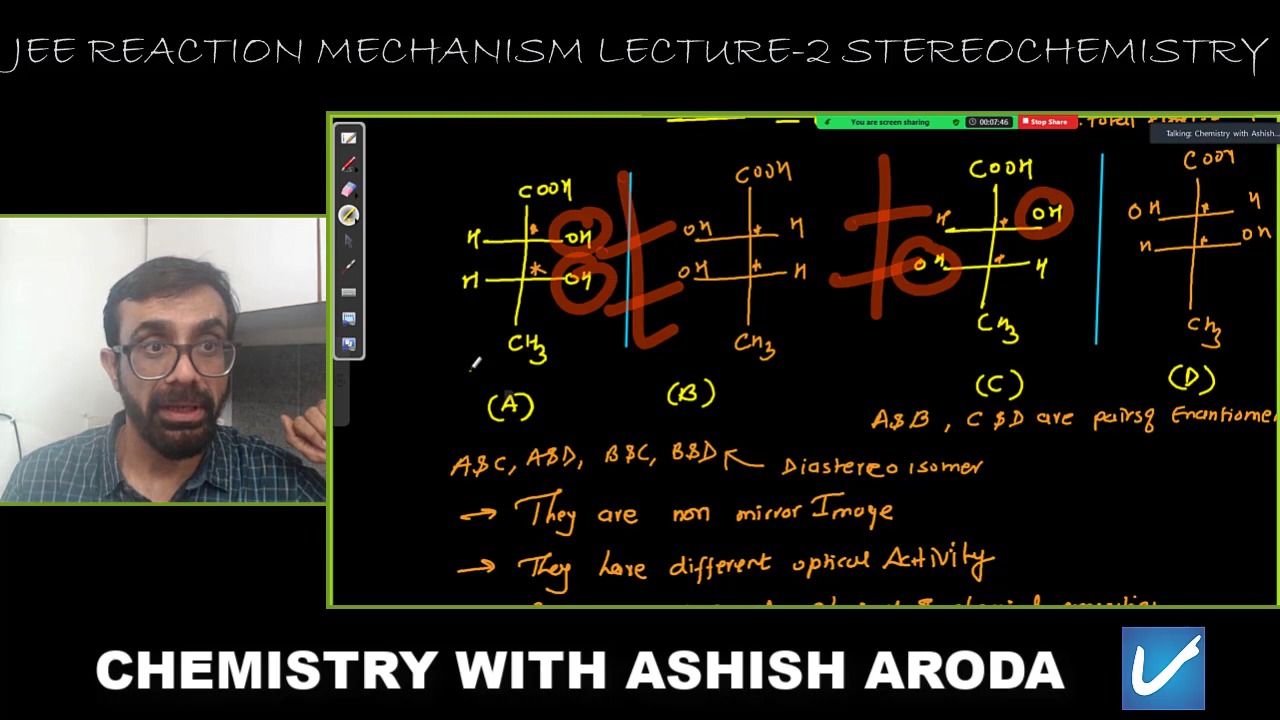 JEE REACTION MECHANISM LECTURE-2 STEREOCHEMISTRY
You are screen sharing 00:07:46 Stop Share
Talking: Chemistry with Ashish...
COOH COOH COOH COOH
H * OH OH * H H * OH OH * H
H * OH OH * H OH * H H * OH
CH3 CH3 CH3 CH3
(A) (B) (C) (D)
A$B, C$D are pairs of Enantiomer
A$C, A$D, B$C, B$D Diastereoisomer
→ They are non mirror Image
→ They have different optical Activity
CHEMISTRY WITH ASHISH ARODA